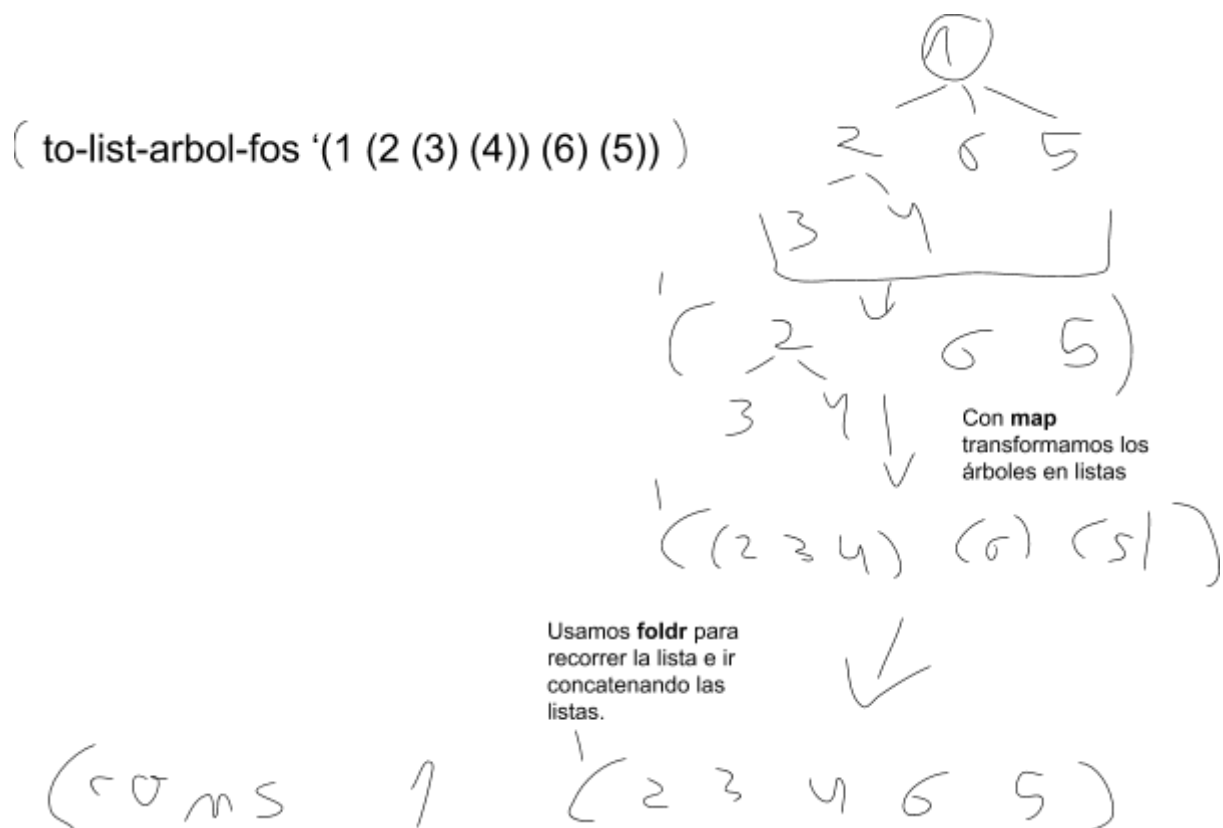 1
( to-list-arbol-fos ‘(1 (2 (3) (4)) (6) (5)) )
2 6 5
3 4
'( 2 6 5 )
3 4
Con map
transformamos los
árboles en listas
'( (2 3 4) (6) (5) )
Usamos foldr para
recorrer la lista e ir
concatenando las
listas.
(cons 1 '( 2 3 4 6 5 )